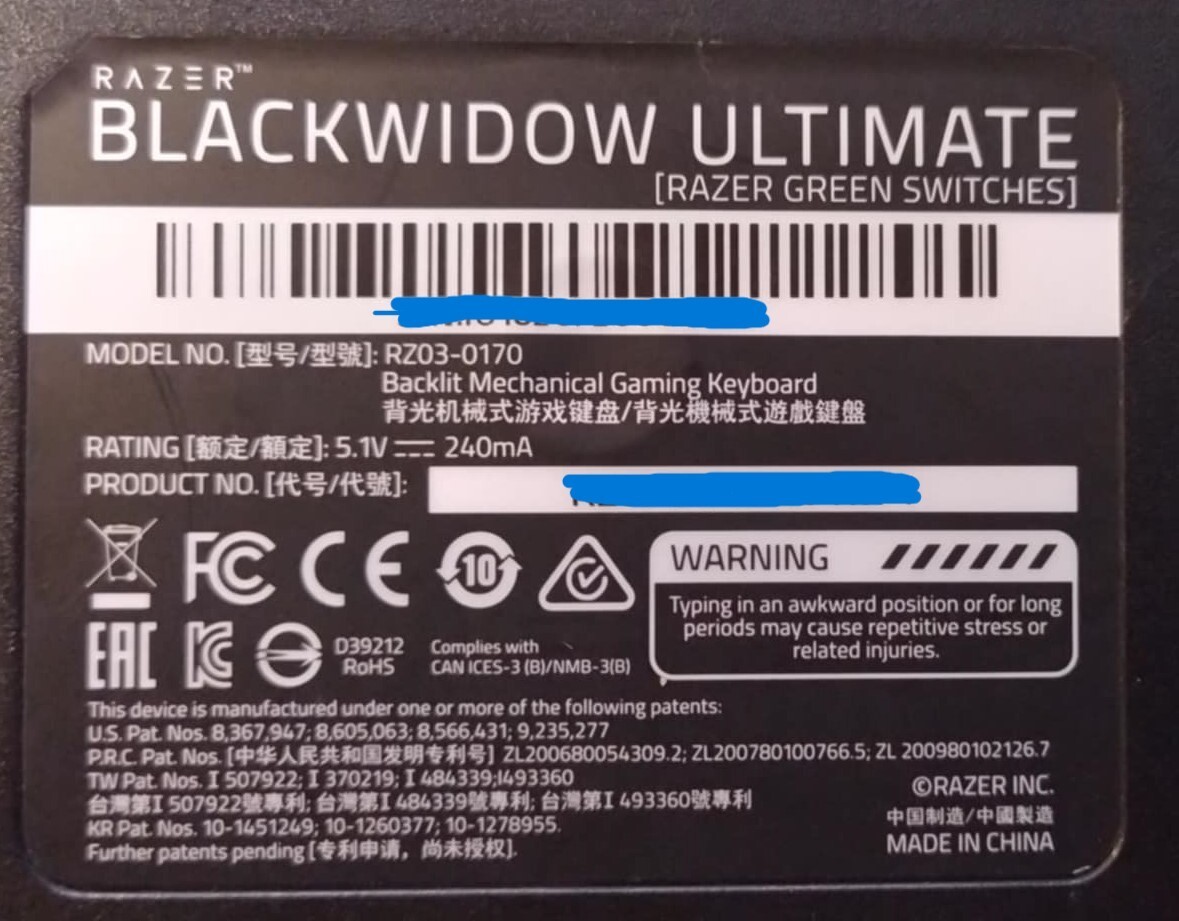 RAZER™
BLACKWIDOW ULTIMATE
[RAZER GREEN SWITCHES]
MODEL NO. [型号/型號]: RZ03-0170
Backlit Mechanical Gaming Keyboard
背光机械式游戏键盘/背光機械式遊戲鍵盤
RATING [额定/額定]: 5.1V ⎓ 240mA
PRODUCT NO. [代号/代號]:
FC CE 10
WARNING
Typing in an awkward position or for long
periods may cause repetitive stress or
related injuries.
EAC KC D39212
RoHS
Complies with
CAN ICES-3 (B)/NMB-3(B)
This device is manufactured under one or more of the following patents:
U.S. Pat. Nos. 8,367,947; 8,605,063; 8,566,431; 9,235,277
P.R.C. Pat. Nos. [中华人民共和国发明专利号] ZL200680054309.2; ZL200780100766.5; ZL 200980102126.7
TW Pat. Nos. I 507922; I 370219; I 484339;I493360
台灣第I 507922號專利; 台灣第I 484339號專利; 台灣第I 493360號專利
KR Pat. Nos. 10-1451249; 10-1260377; 10-1278955.
Further patents pending [专利申请，尚未授权].
©RAZER INC.
中国制造/中國製造
MADE IN CHINA